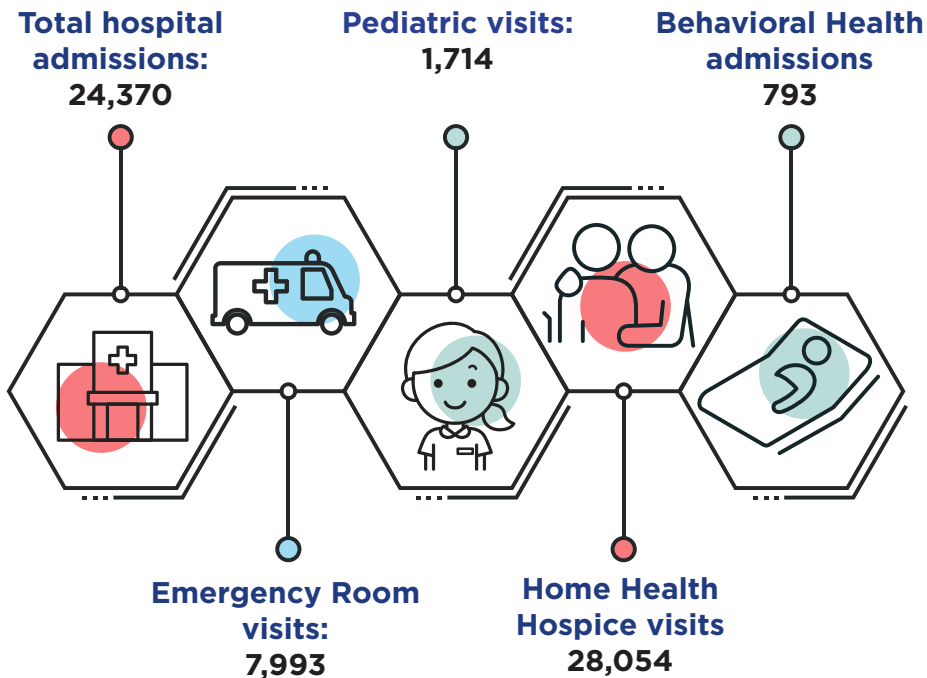 Total hospital
admissions:
24,370
Pediatric visits:
1,714
Behavioral Health
admissions
793
Emergency Room
visits:
7,993
Home Health
Hospice visits
28,054